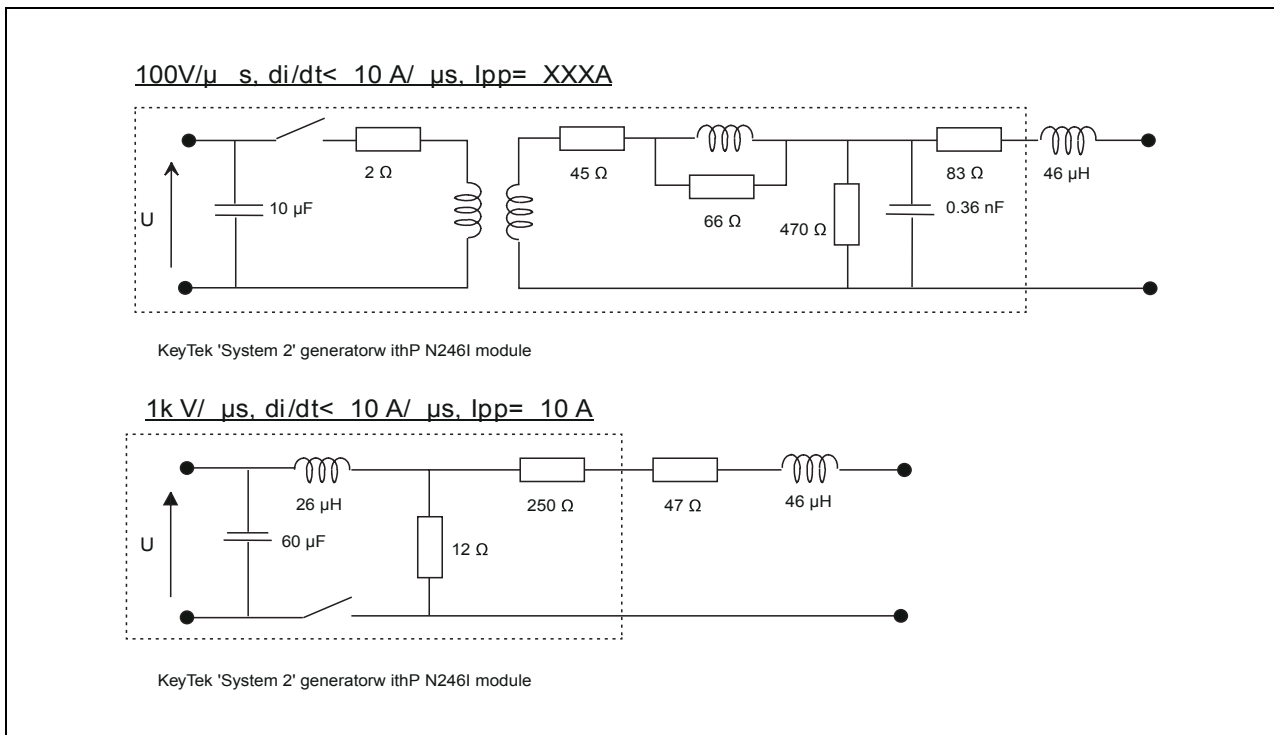 100V/µ s, di/dt< 10 A/ µs, Ipp= XXXA
U
10 µF
2 Ω
45 Ω
66 Ω
470 Ω
83 Ω
0.36 nF
46 µH
KeyTek 'System 2' generatorw ithP N246I module
1k V/ µs, di/dt< 10 A/ µs, Ipp= 10 A
U
60 µF
26 µH
12 Ω
250 Ω
47 Ω
46 µH
KeyTek 'System 2' generatorw ithP N246I module